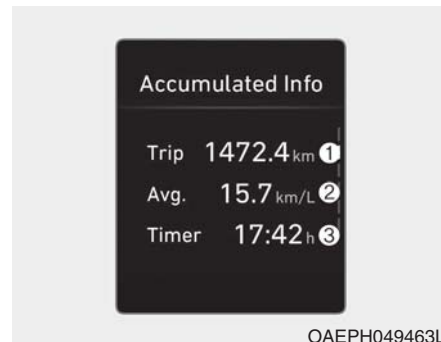 Accumulated Info
Trip 1472.4 km ①
Avg. 15.7 km/L ②
Timer 17:42 h ③
OAEPH049463L